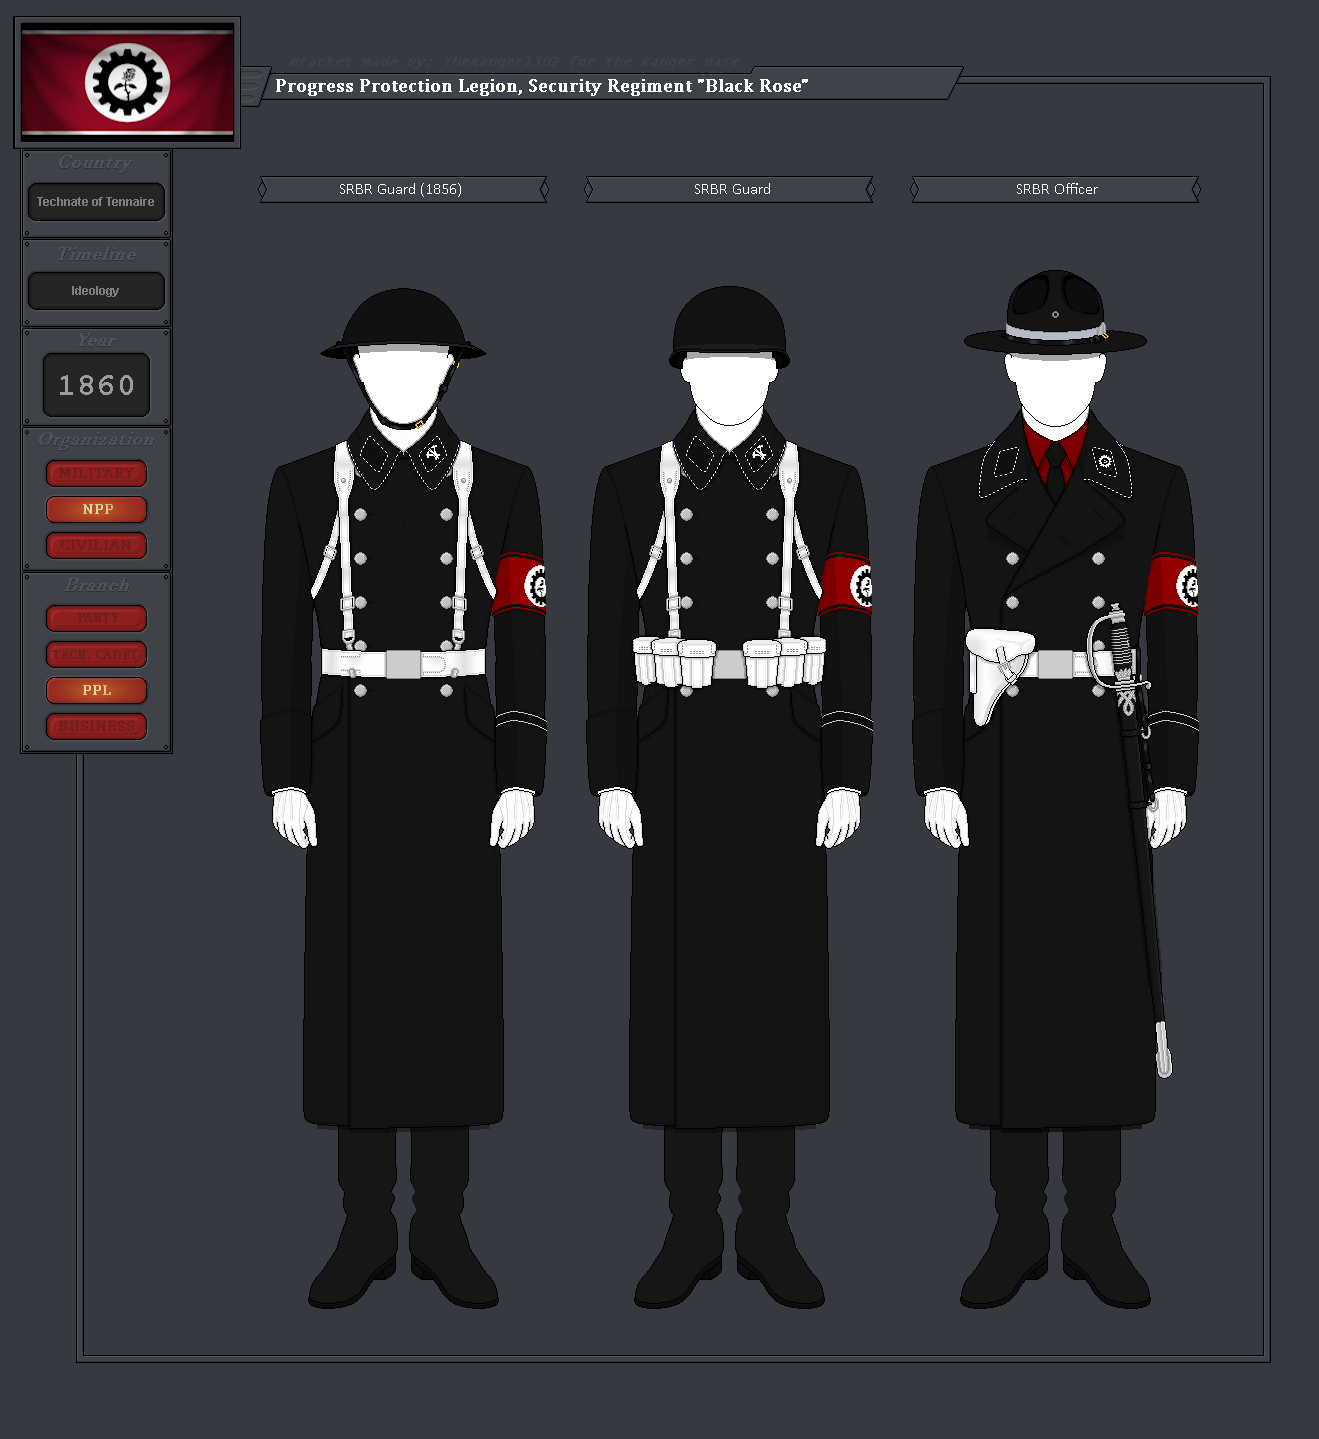 Bracket Made By: TheRanger1302 for the Ranger Base
Progress Protection Legion, Security Regiment "Black Rose"
Country
Technate of Tennaire
Timeline
Ideology
Year
1860
Organization
MILITARY
NPP
CIVILIAN
Branch
PARTY
TECH. CADET
PPL
BUSINESS
SRBR Guard (1856)
SRBR Guard
SRBR Officer